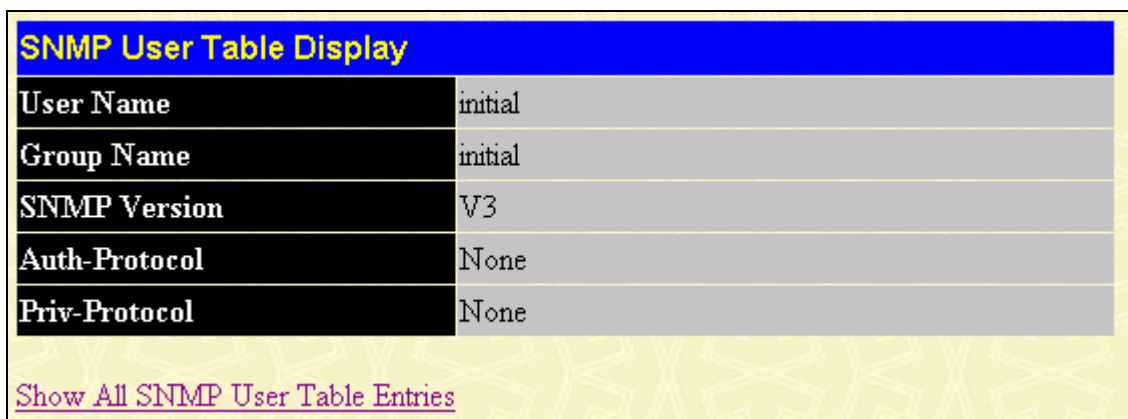 SNMP User Table Display
User Name initial
Group Name initial
SNMP Version V3
Auth-Protocol None
Priv-Protocol None
Show All SNMP User Table Entries